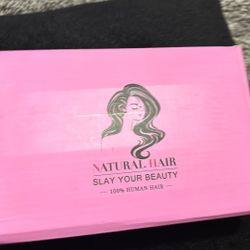 NATURAL HAIR
SLAY YOUR BEAUTY
— 100% HUMAN HAIR —